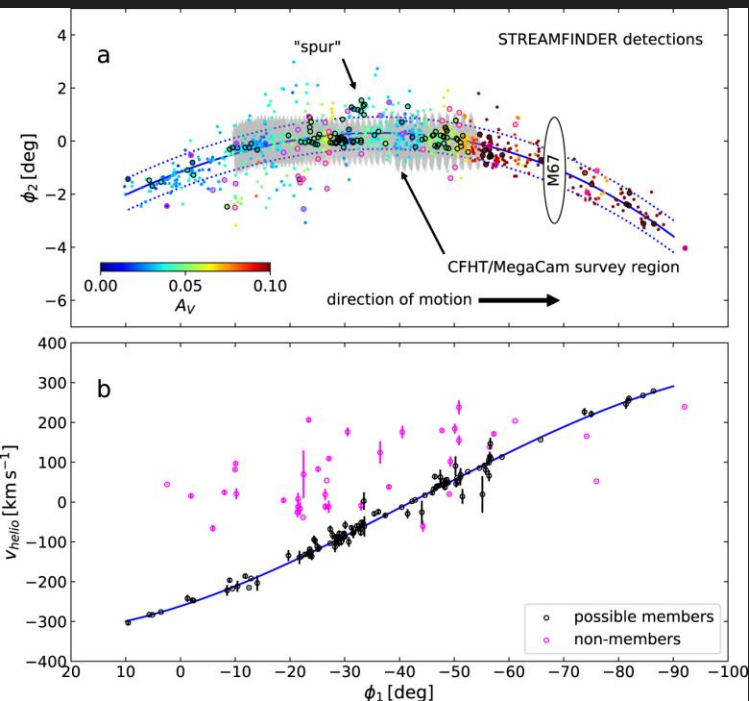 a
STREAMFINDER detections
"spur"
M67
CFHT/MegaCam survey region
direction of motion
0.00 0.05 0.10
A_V
4
2
0
−2
−4
−6
ϕ2 [deg]
b
400
300
200
100
0
−100
−200
−300
−400
v_helio [km s⁻¹]
possible members
non-members
20 10 0 −10 −20 −30 −40 −50 −60 −70 −80 −90 −100
ϕ1 [deg]